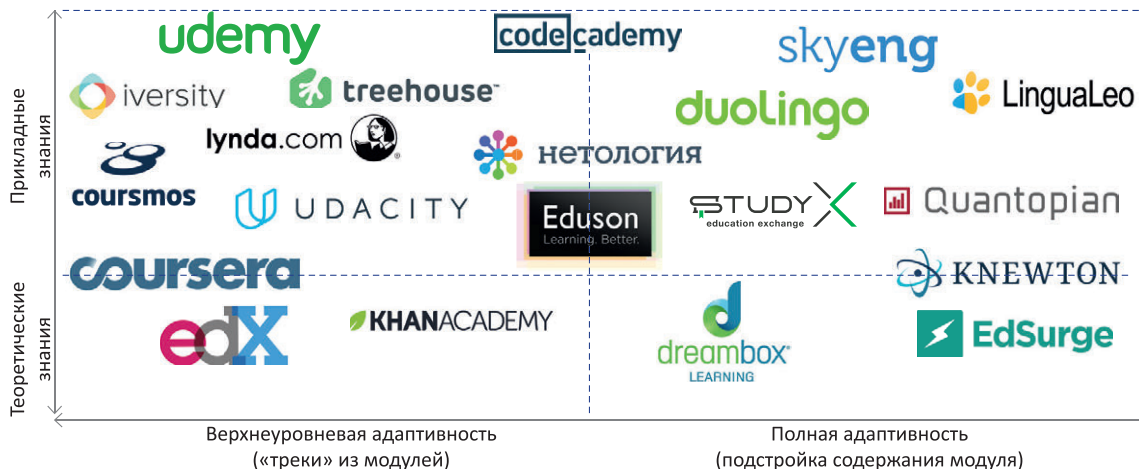 udemy
codecademy
skyeng
iversity
treehouse™
duolingo
LinguaLeo
lynda.com
®
нетология
coursmos
UDACITY
Eduson
Learning. Better.
STUDY X
education exchange
Quantopian
coursera
KNEWTON
edX
KHANACADEMY
dreambox®
LEARNING
EdSurge
Прикладные
знания
Теоретические
знания
Верхнеуровневая адаптивность
(«треки» из модулей)
Полная адаптивность
(подстройка содержания модуля)